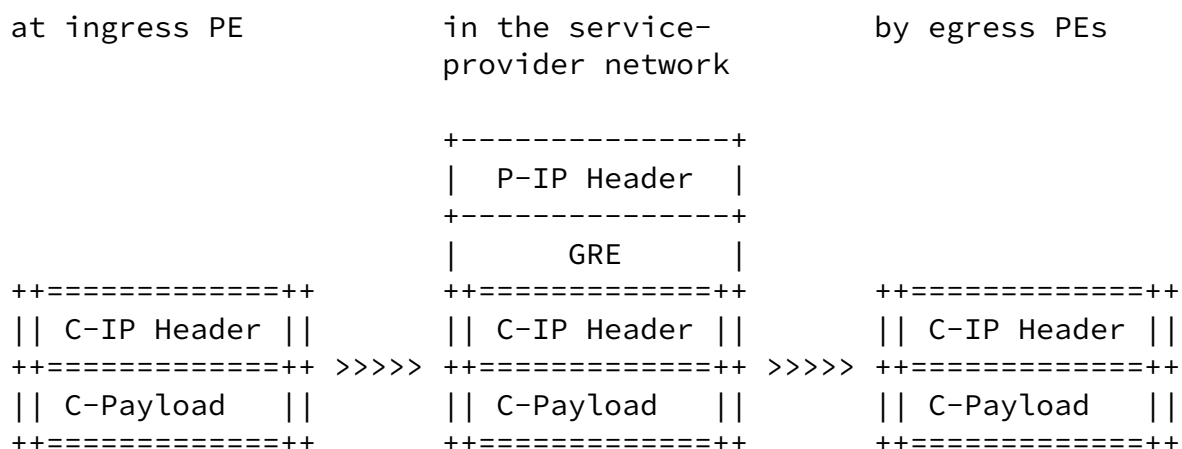 at ingress PE                in the service-          by egress PEs
                             provider network

                             +---------------+
                             |  P-IP Header  |
                             +---------------+
                             |      GRE      |
++=============++            ++=============++            ++=============++
|| C-IP Header ||            || C-IP Header ||            || C-IP Header ||
++=============++ >>>>> ++=============++ >>>>> ++=============++
|| C-Payload   ||            || C-Payload   ||            || C-Payload   ||
++=============++            ++=============++            ++=============++